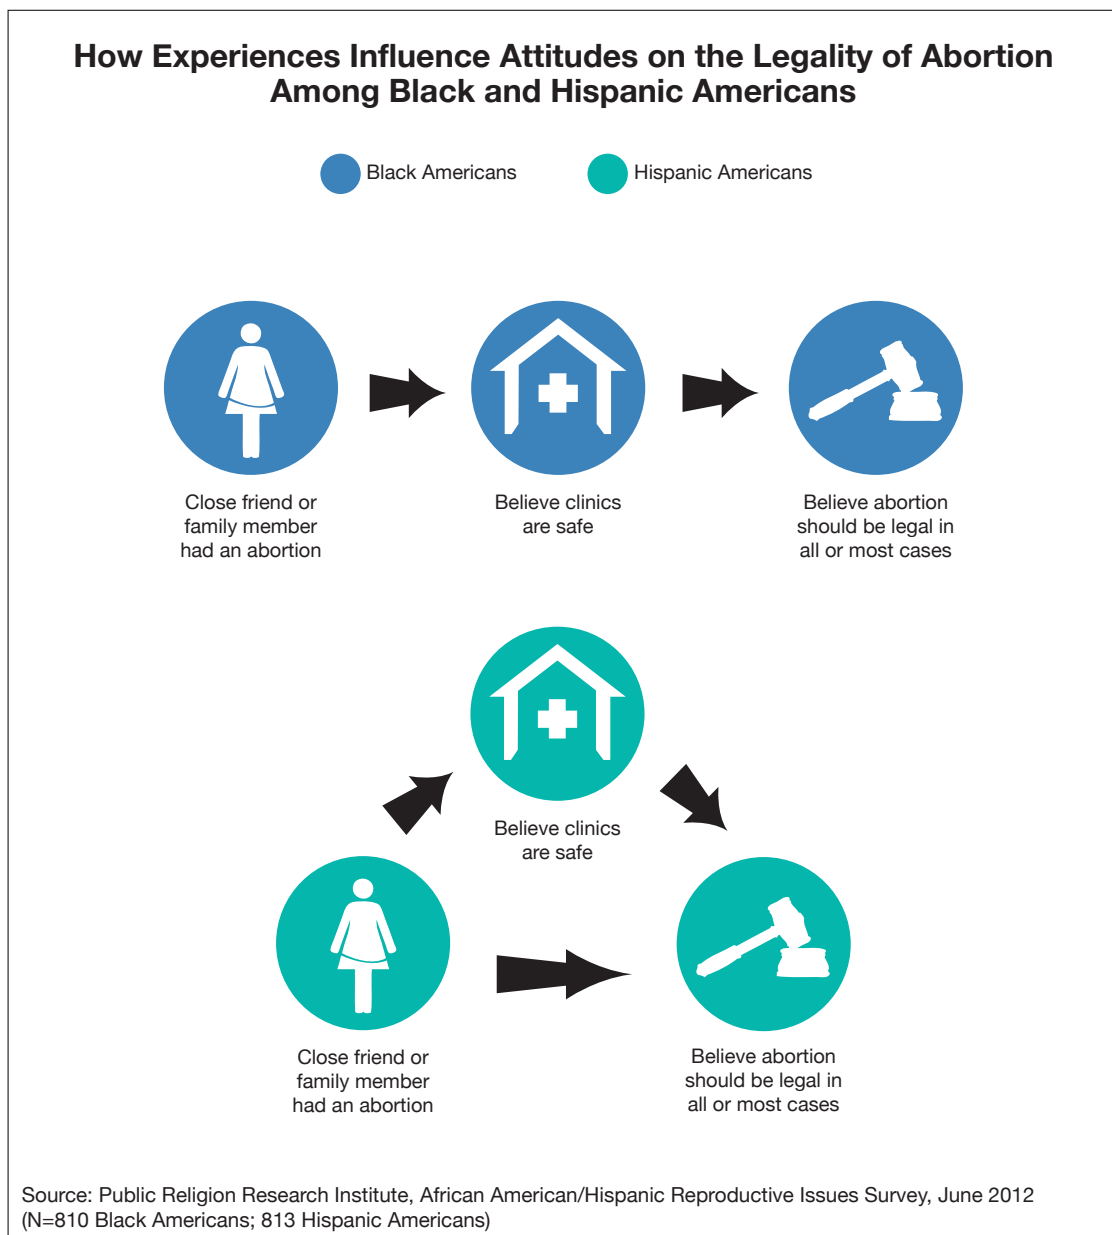 How Experiences Influence Attitudes on the Legality of Abortion
Among Black and Hispanic Americans
Black Americans
Hispanic Americans
Close friend or
family member
had an abortion
Believe clinics
are safe
Believe abortion
should be legal in
all or most cases
Believe clinics
are safe
Close friend or
family member
had an abortion
Believe abortion
should be legal in
all or most cases
Source: Public Religion Research Institute, African American/Hispanic Reproductive Issues Survey, June 2012
(N=810 Black Americans; 813 Hispanic Americans)